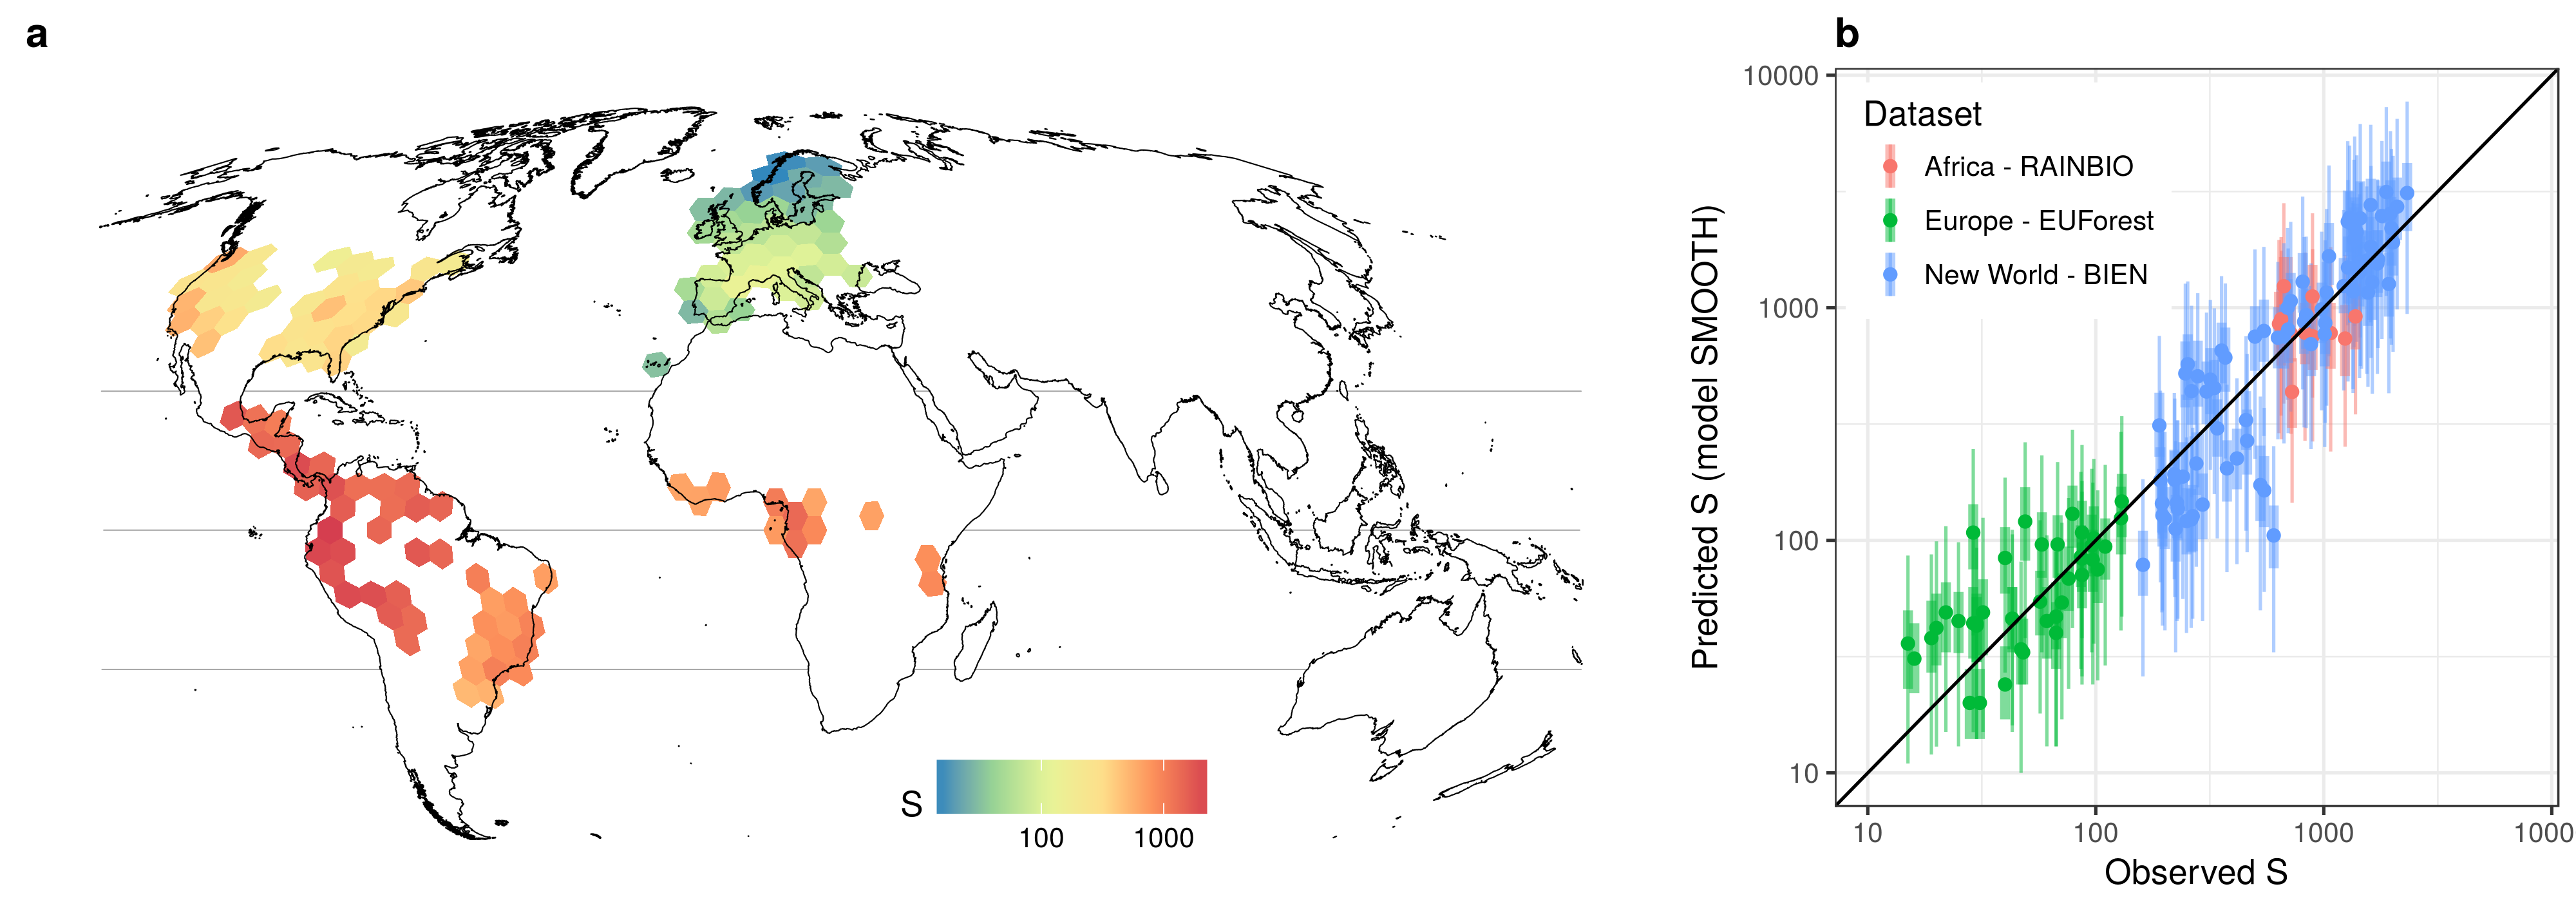 a
S
100
1000
b
Predicted S (model SMOOTH)
10000
1000
100
10
Dataset
Africa - RAINBIO
Europe - EUForest
New World - BIEN
10
100
1000
1000
Observed S